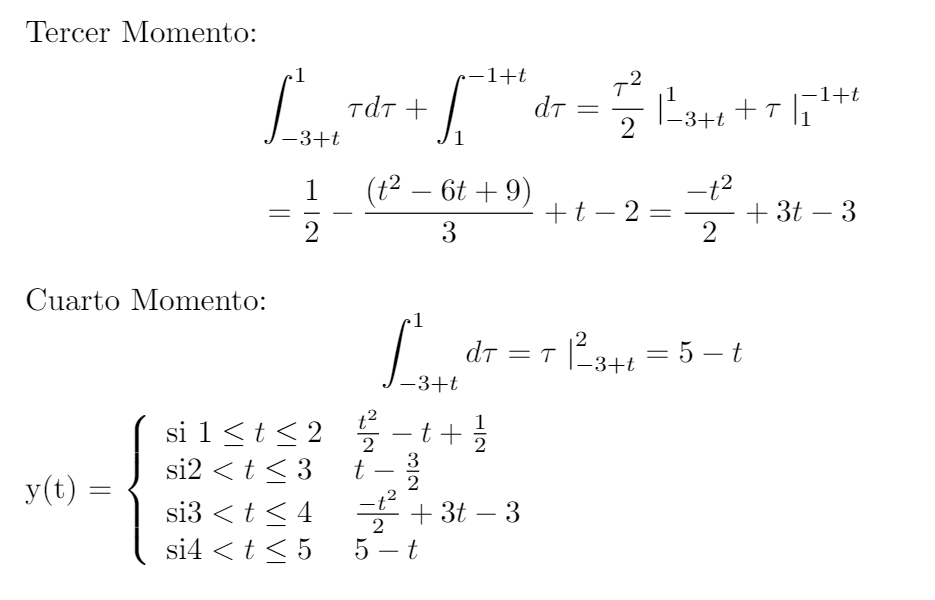 Tercer Momento:
∫_{−3+t}^{1} τdτ + ∫_{1}^{−1+t} dτ = τ²/2 |_{−3+t}^{1} + τ |_{1}^{−1+t}
= 1/2 − (t² − 6t + 9)/3 + t − 2 = −t²/2 + 3t − 3
Cuarto Momento:
∫_{−3+t}^{1} dτ = τ |_{−3+t}^{2} = 5 − t
y(t) = {
si 1 ≤ t ≤ 2 t²/2 − t + 1/2
si2 < t ≤ 3 t − 3/2
si3 < t ≤ 4 −t²/2 + 3t − 3
si4 < t ≤ 5 5 − t